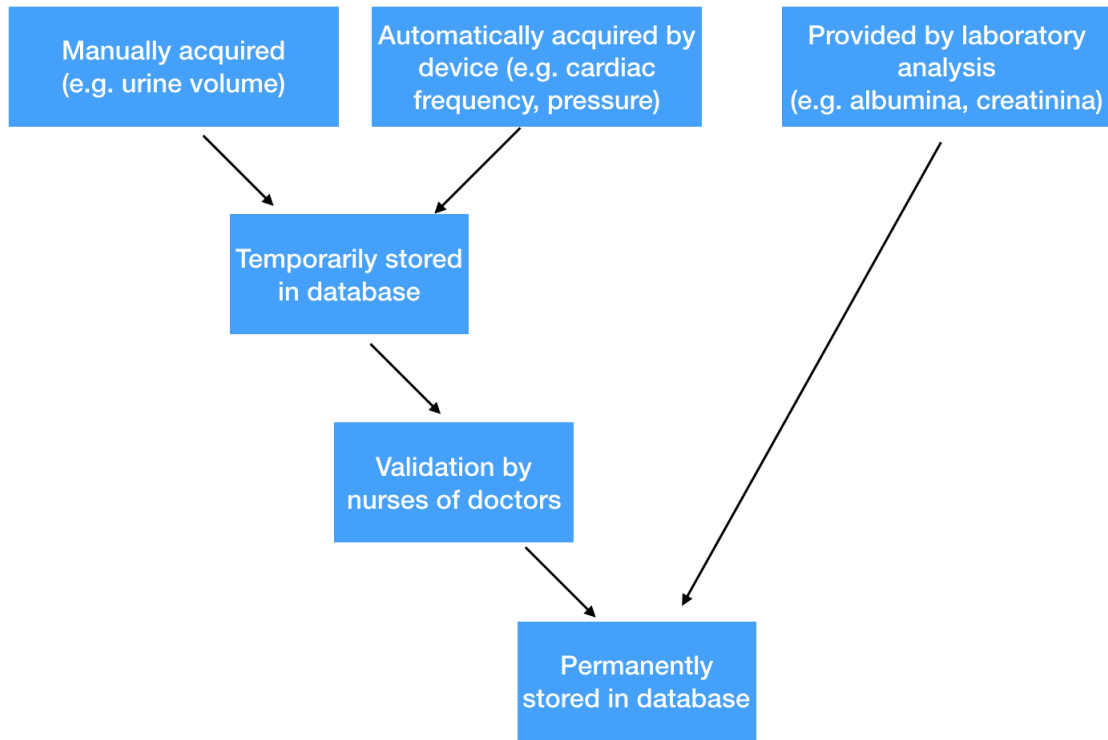 Manually acquired
(e.g. urine volume)
Automatically acquired by
device (e.g. cardiac
frequency, pressure)
Provided by laboratory
analysis
(e.g. albumina, creatinina)
Temporarily stored
in database
Validation by
nurses of doctors
Permanently
stored in database